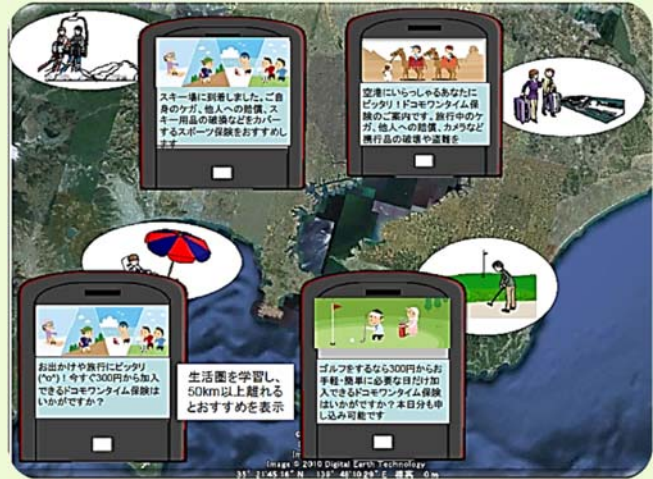 スキー場に到着しました。ご自
身のケガ、他人への賠償、ス
キー用品の破損などをカバー
するスポーツ保険をおすすめし
ます
空港にいらっしゃるあなたに
ピッタリ！ドコモワンタイム保
険のご案内です。旅行中のケ
ガ、他人への賠償、カメラなど
携行品の破壊や盗難を
お出かけや旅行にピッタリ
(^o^)！今すぐ300円から加入
できるドコモワンタイム保険は
いかがですか？
生活圏を学習し、
50km以上離れる
とおすすめを表示
ゴルフをするなら300円からお
手軽・簡単に必要な日だけ加
入できるドコモワンタイム保険
はいかがですか？本日分も申
し込み可能です
Image © 2010 Digital Earth Technology
35° 21'45.16" N 139° 48'10.29" E 標高 0 m